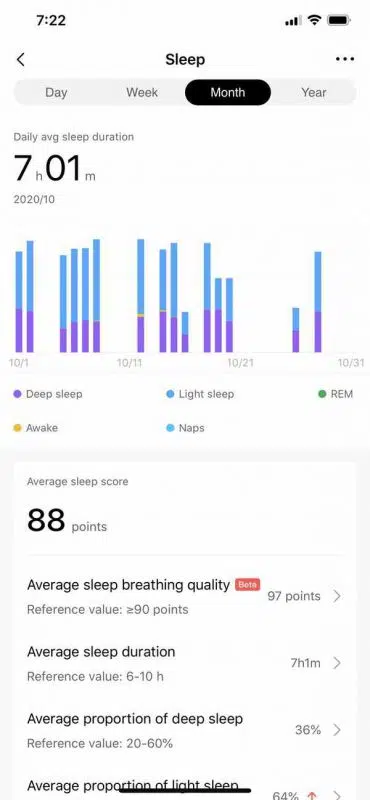 7:22
Sleep
Day Week Month Year
Daily avg sleep duration
7 h 01 m
2020/10
10/1 10/11 10/21 10/31
Deep sleep Light sleep REM
Awake Naps
Average sleep score
88 points
Average sleep breathing quality Beta
97 points
Reference value: ≥90 points
Average sleep duration
7h1m
Reference value: 6-10 h
Average proportion of deep sleep
36%
Reference value: 20-60%
Average proportion of light sleep
64% ↑